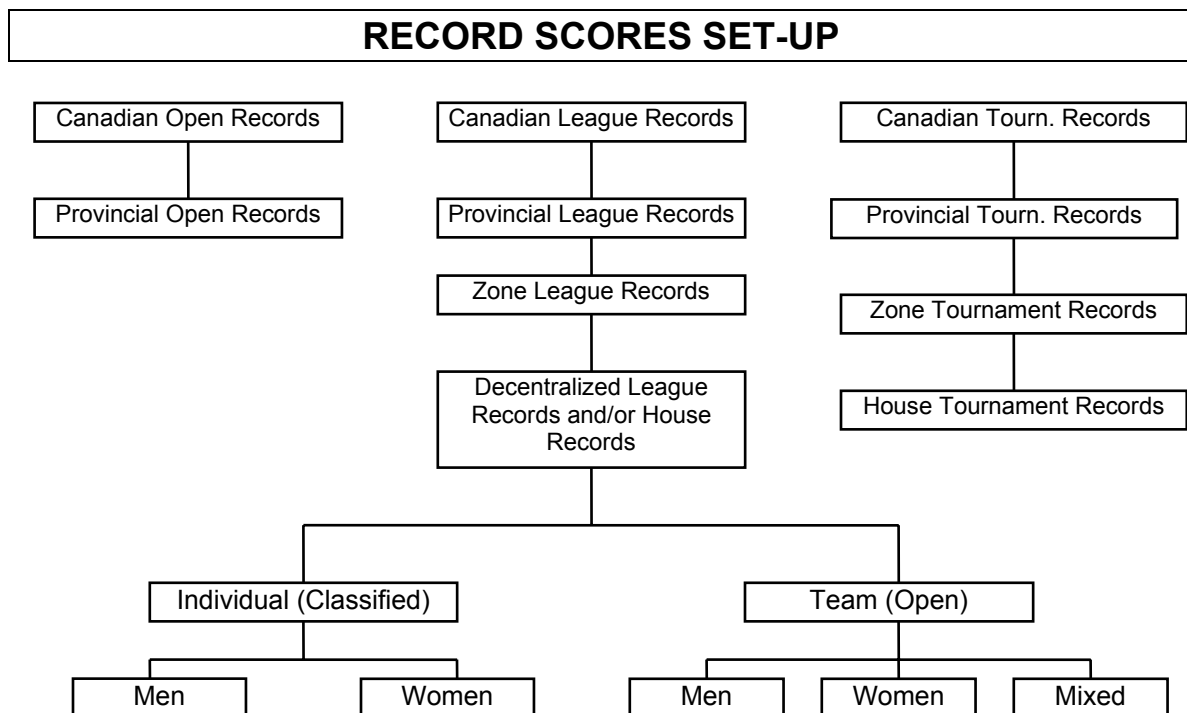 RECORD SCORES SET-UP
Canadian Open Records
Canadian League Records
Canadian Tourn. Records
Provincial Open Records
Provincial League Records
Provincial Tourn. Records
Zone League Records
Zone Tournament Records
Decentralized League
Records and/or House
Records
House Tournament Records
Individual (Classified)
Team (Open)
Men
Women
Men
Women
Mixed